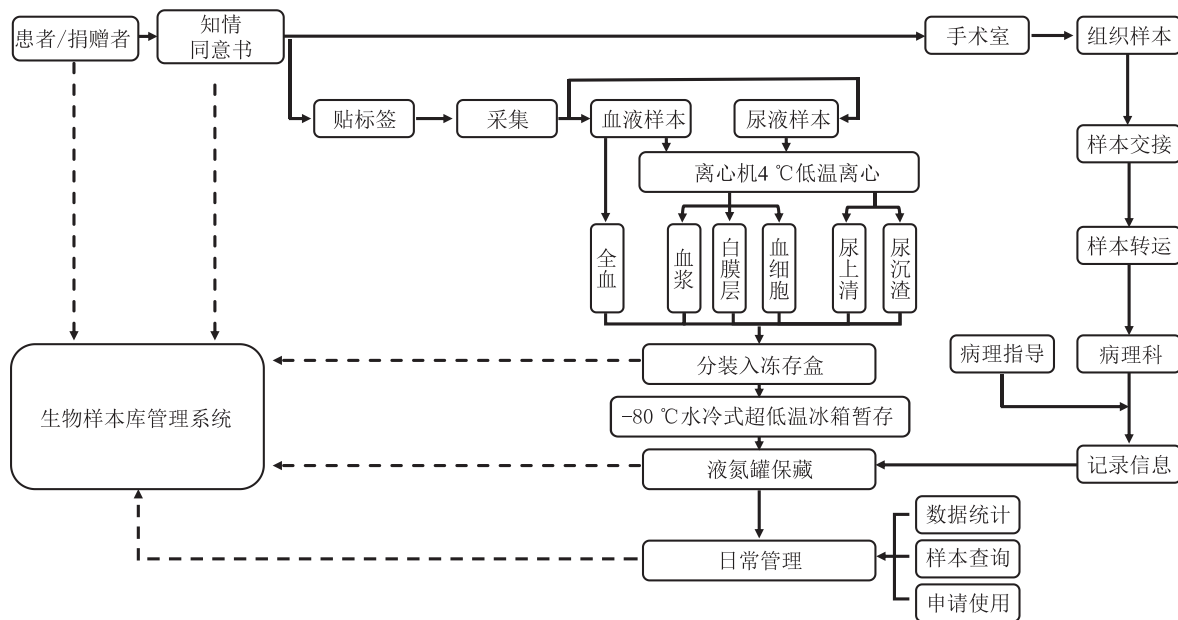 患者/捐赠者
知情
同意书
手术室
组织样本
贴标签
采集
血液样本
尿液样本
样本交接
离心机4 ℃低温离心
全血
血浆
白膜层
血细胞
尿上清
尿沉渣
样本转运
分装入冻存盒
病理指导
病理科
生物样本库管理系统
-80 ℃水冷式超低温冰箱暂存
液氮罐保藏
记录信息
数据统计
日常管理
样本查询
申请使用